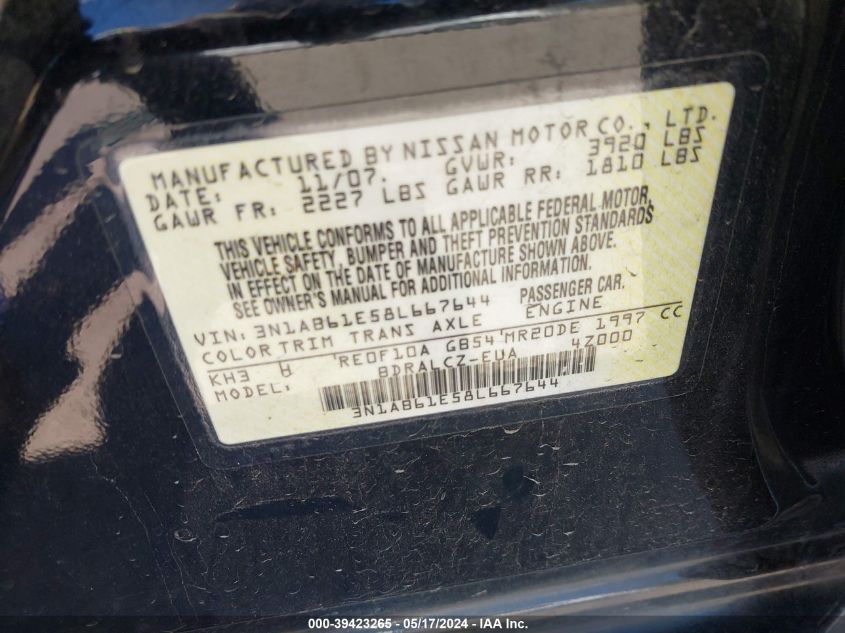 MANUFACTURED BY NISSAN MOTOR CO., LTD.
DATE: 11/07. GVWR: 3920 LBS
GAWR FR: 2227 LBS GAWR RR: 1810 LBS
THIS VEHICLE CONFORMS TO ALL APPLICABLE FEDERAL MOTOR
VEHICLE SAFETY, BUMPER AND THEFT PREVENTION STANDARDS
IN EFFECT ON THE DATE OF MANUFACTURE SHOWN ABOVE.
SEE OWNER'S MANUAL FOR ADDITIONAL INFORMATION.
VIN: 3N1AB61E58L667644 PASSENGER CAR.
COLOR TRIM TRANS AXLE ENGINE
KH3 H RE0F10A GB54 MR20DE 1997 CC
MODEL: BDRALCZ-EUA 4Z000
3N1AB61E58L667644
000-39423265 - 05/17/2024 - IAAI.com